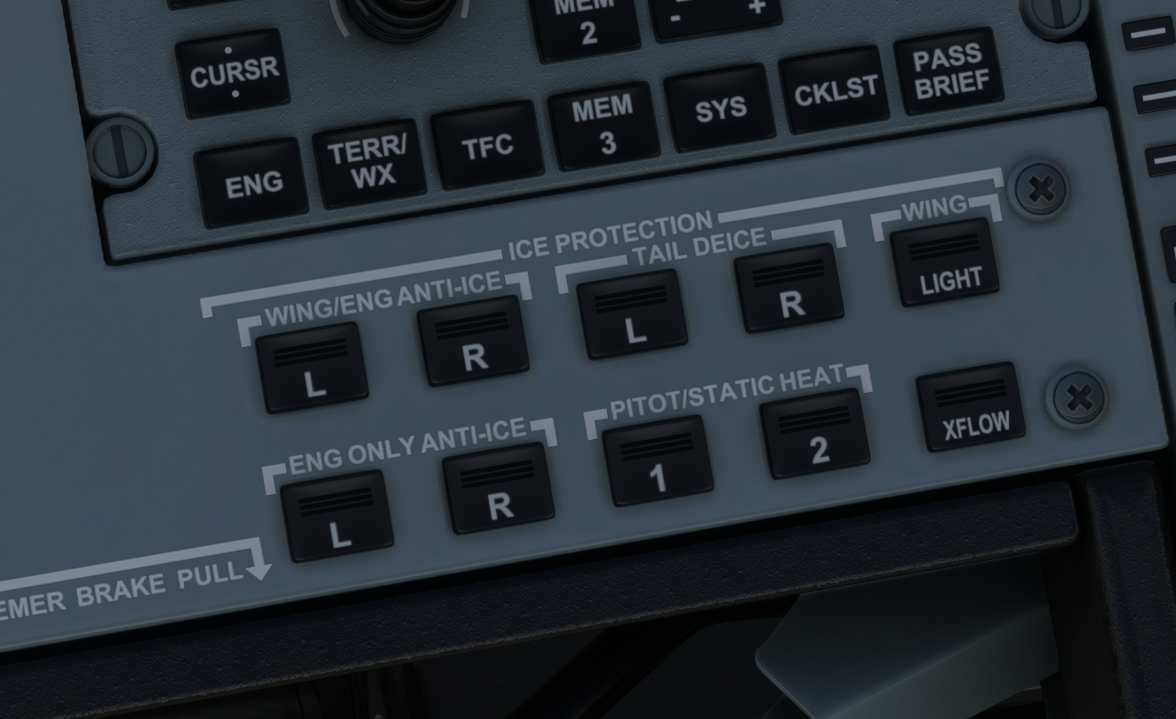 MEM
2
- +
CURSR
ENG
TERR/
WX
TFC
MEM
3
SYS
CKLST
PASS
BRIEF
ICE PROTECTION
WING/ENG ANTI-ICE
L
R
TAIL DEICE
L
R
WING
LIGHT
ENG ONLY ANTI-ICE
L
R
PITOT/STATIC HEAT
1
2
XFLOW
EMER BRAKE PULL